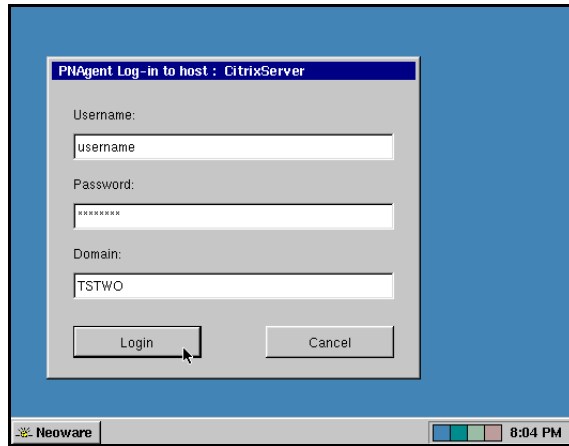 PNAgent Log-in to host : CitrixServer
Username:
username
Password:
********
Domain:
TSTWO
Login Cancel
Neoware 8:04 PM